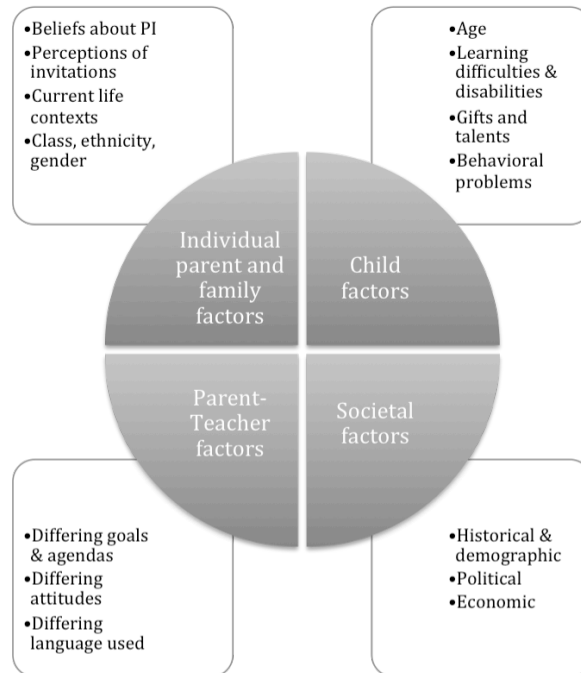 •Beliefs about PI
•Perceptions of
invitations
•Current life
contexts
•Class, ethnicity,
gender
•Age
•Learning
difficulties &
disabilities
•Gifts and
talents
•Behavioral
problems
Individual
parent and
family
factors
Child
factors
Parent-
Teacher
factors
Societal
factors
•Differing goals
& agendas
•Differing
attitudes
•Differing
language used
•Historical &
demographic
•Political
•Economic